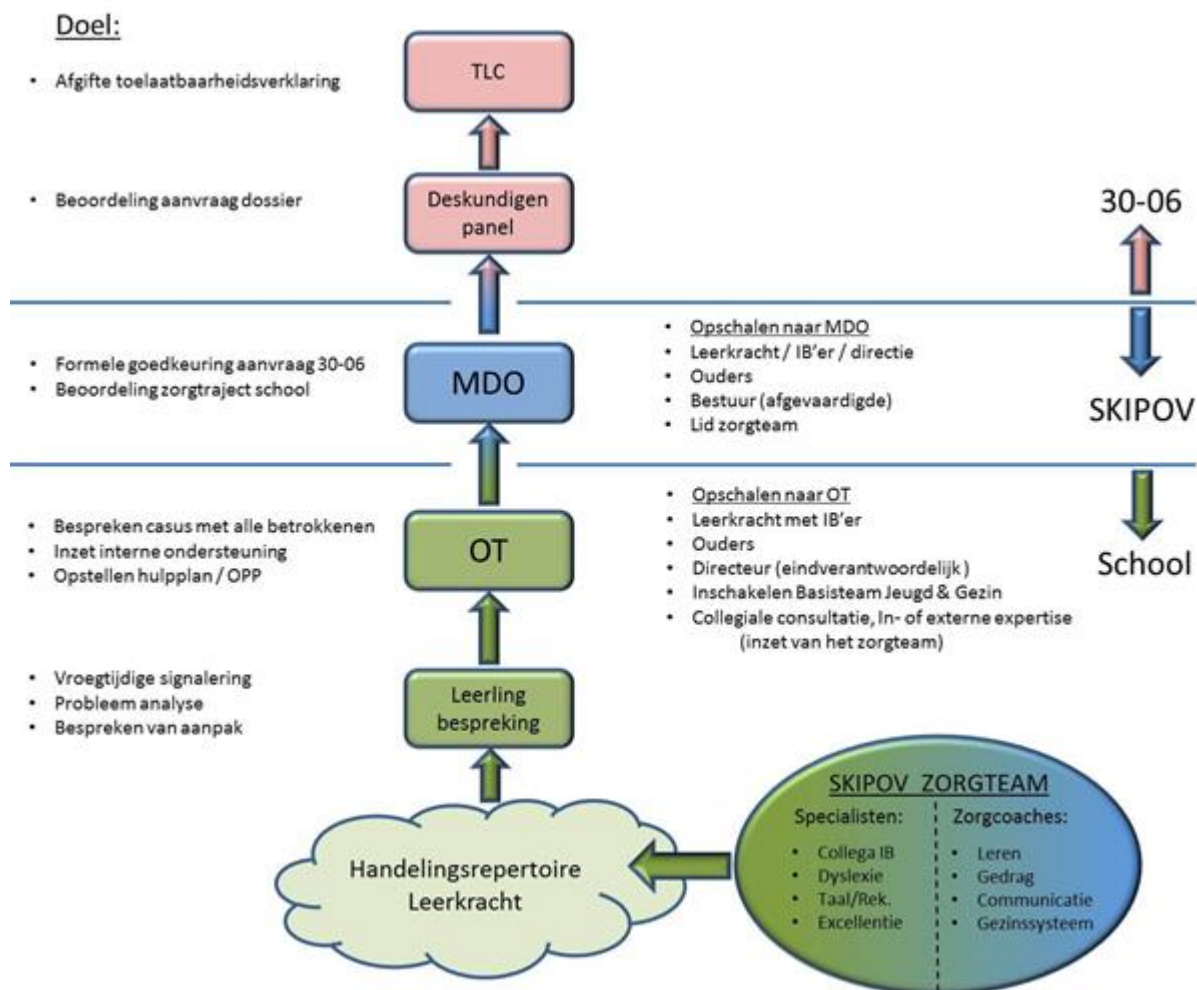 Doel:
• Afgifte toelaatbaarheidsverklaring
TLC
• Beoordeling aanvraag dossier
Deskundigen
panel
30-06
• Formele goedkeuring aanvraag 30-06
• Beoordeling zorgtraject school
MDO
• Opschalen naar MDO
• Leerkracht / IB'er / directie
• Ouders
• Bestuur (afgevaardigde)
• Lid zorgteam
SKIPOV
• Bespreken casus met alle betrokkenen
• Inzet interne ondersteuning
• Opstellen hulpplan / OPP
OT
• Opschalen naar OT
• Leerkracht met IB'er
• Ouders
• Directeur (eindverantwoordelijk)
• Inschakelen Basisteam Jeugd & Gezin
• Collegiale consultatie, In- of externe expertise
(inzet van het zorgteam)
School
• Vroegtijdige signalering
• Probleem analyse
• Bespreken van aanpak
Leerling
bespreking
Handelingsrepertoire
Leerkracht
SKIPOV ZORGTEAM
Specialisten:
• Collega IB
• Dyslexie
• Taal/Rek.
• Excellentie
Zorgcoaches:
• Leren
• Gedrag
• Communicatie
• Gezinssysteem